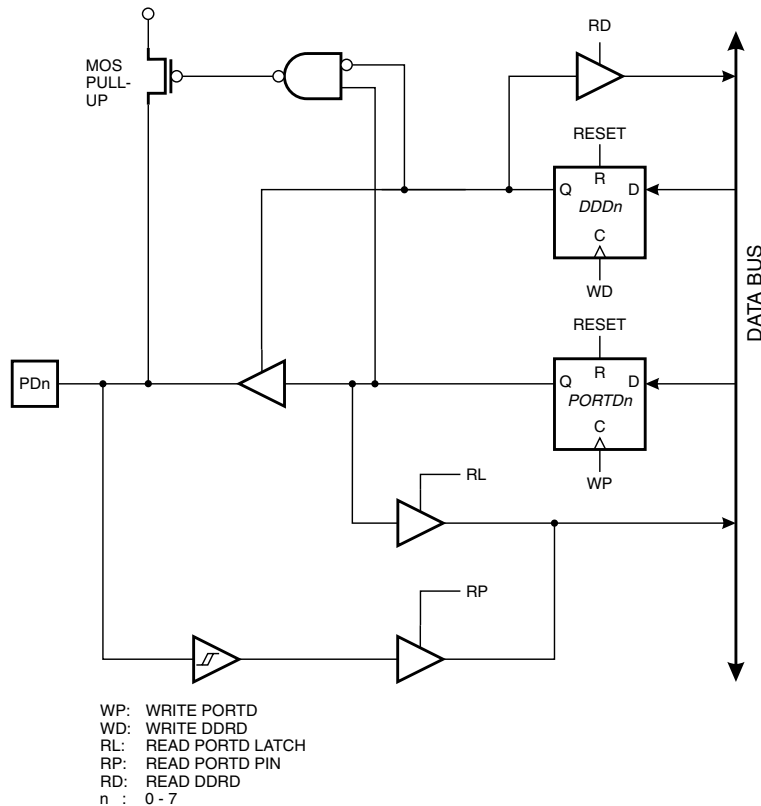 RD
MOS
PULL-
UP
RESET
R
Q
D
DDDn
C
WD
DATA BUS
RESET
PDn
Q
R
D
PORTDn
C
WP
RL
RP
WP: WRITE PORTD
WD: WRITE DDRD
RL: READ PORTD LATCH
RP: READ PORTD PIN
RD: READ DDRD
n : 0 - 7